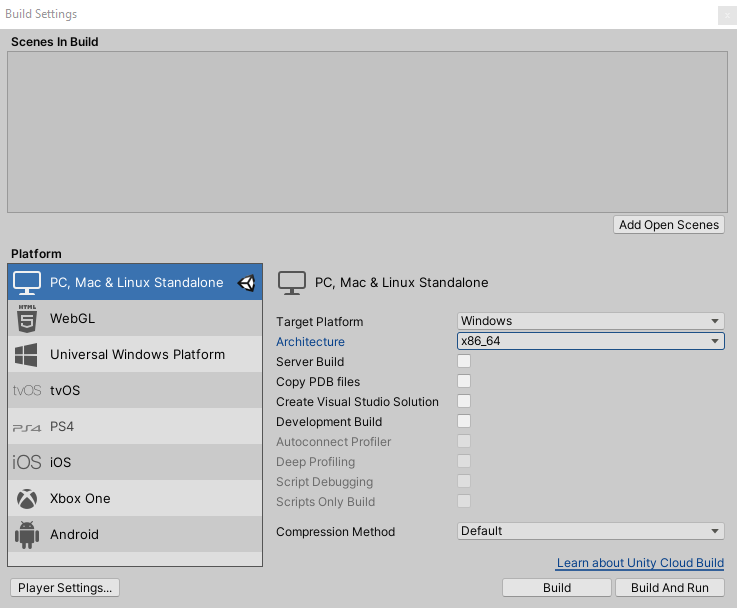 Build Settings
x
Scenes In Build
Add Open Scenes
Platform
PC, Mac & Linux Standalone
HTML
5
WebGL
Universal Windows Platform
tvOS tvOS
PS4 PS4
iOS iOS
Xbox One
Android
PC, Mac & Linux Standalone
Target Platform Windows
Architecture x86_64
Server Build
Copy PDB files
Create Visual Studio Solution
Development Build
Autoconnect Profiler
Deep Profiling
Script Debugging
Scripts Only Build
Compression Method Default
Learn about Unity Cloud Build
Player Settings... Build Build And Run